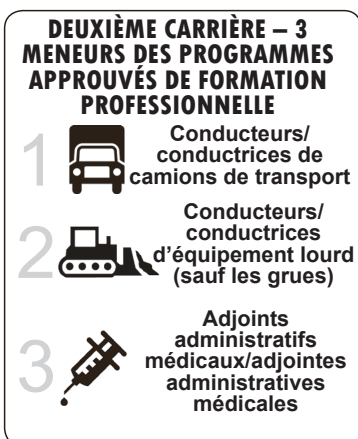 DEUXIÈME CARRIÈRE – 3
MENEURS DES PROGRAMMES
APPROUVÉS DE FORMATION
PROFESSIONNELLE
1
Conducteurs/
conductrices de
camions de transport
2
Conducteurs/
conductrices
d'équipement lourd
(sauf les grues)
3
Adjoints
administratifs
médicaux/adjointes
administratives
médicales